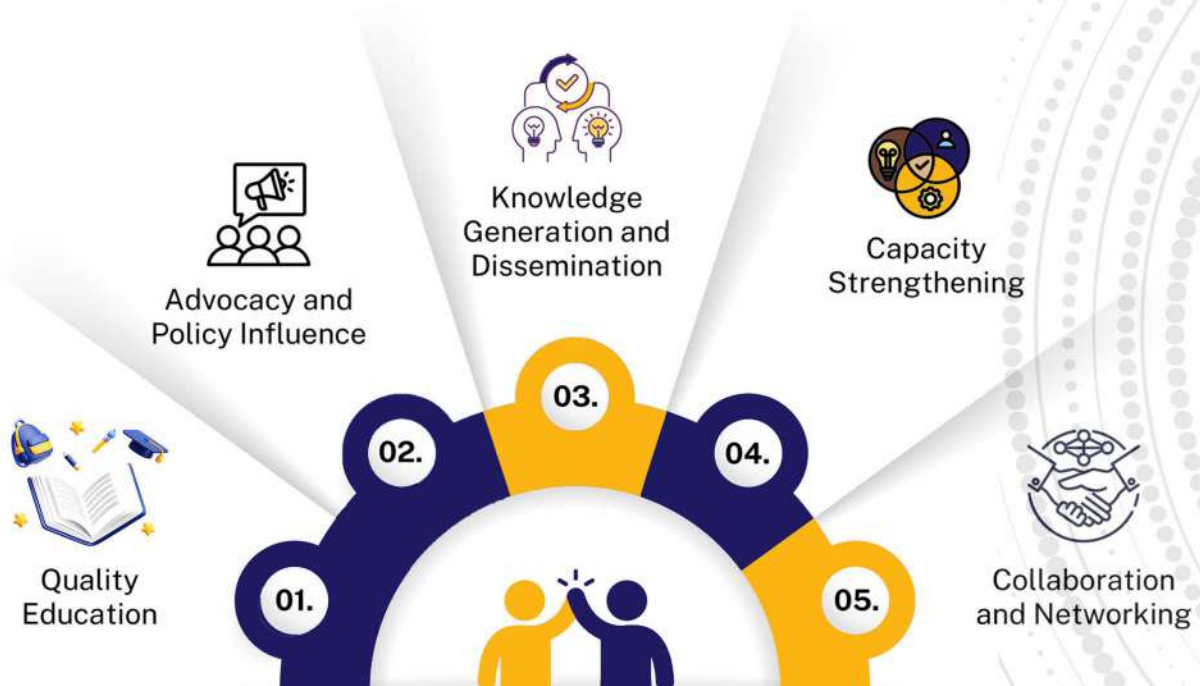 01.
Quality
Education
02.
Advocacy and
Policy Influence
03.
Knowledge
Generation and
Dissemination
04.
Capacity
Strengthening
05.
Collaboration
and Networking